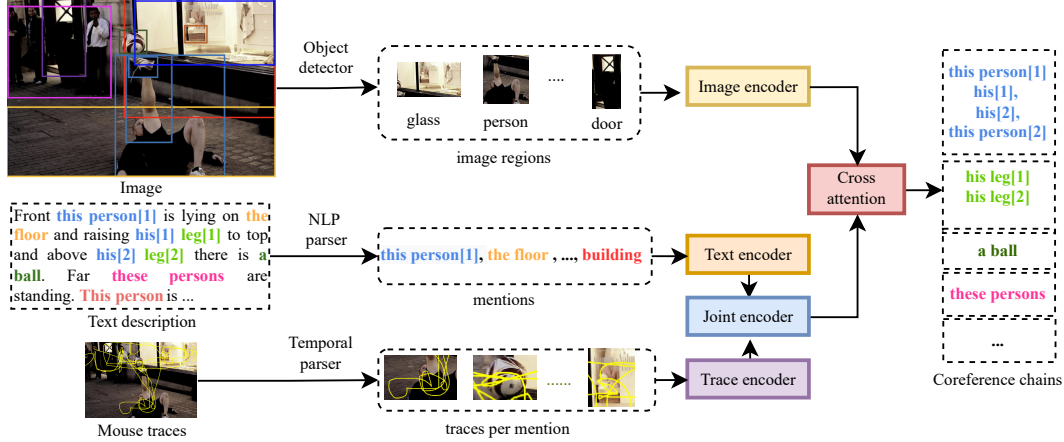 Image
Front this person[1] is lying on the
floor and raising his[1] leg[1] to top
and above his[2] leg[2] there is a
ball. Far these persons are
standing. This person is ...
Text description
Mouse traces
Object
detector
NLP
parser
Temporal
parser
glass
person
....
door
image regions
this person[1], the floor , ..., building
mentions
......
traces per mention
Image encoder
Text encoder
Joint encoder
Trace encoder
Cross
attention
this person[1]
his[1],
his[2],
this person[2]
his leg[1]
his leg[2]
a ball
these persons
...
Coreference chains